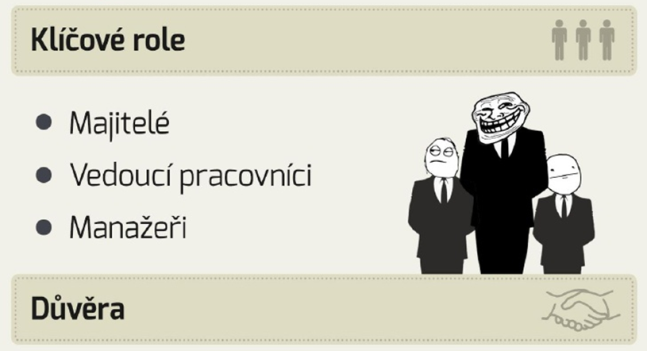 Klíčové role
Majitelé
Vedoucí pracovníci
Manažeři
Důvěra